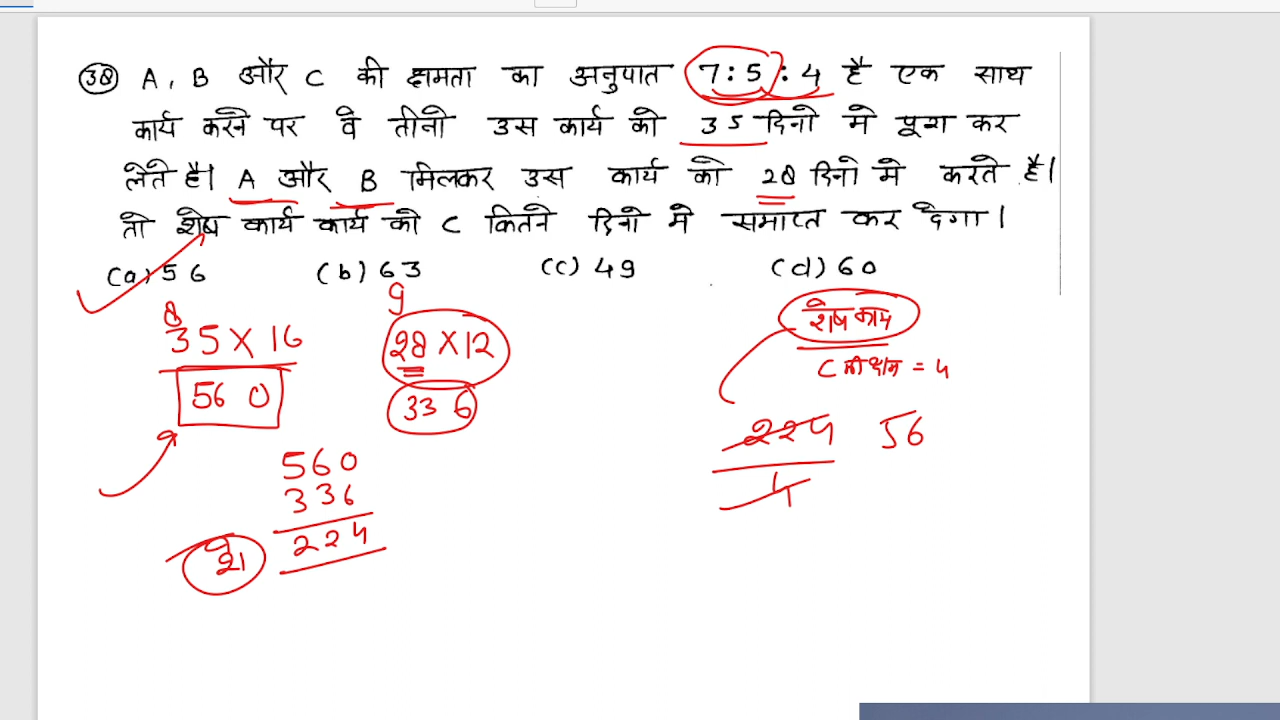 (38) A, B और C की क्षमता का अनुपात 7 : 5 : 4 है एक साथ
कार्य करने पर वे तीनो उस कार्य को 35 दिनो मे पूरा कर
लेते है। A और B मिलकर उस कार्य को 28 दिनो मे करते है।
तो शेष कार्य कार्य को C कितने दिनो मे समाप्त कर देगा।
(a) 56 (b) 63 (c) 49 (d) 60
8 9
35 × 16 28 × 12
560 336
शेष कार्य
C की = 4
224 56
4
560
336
224